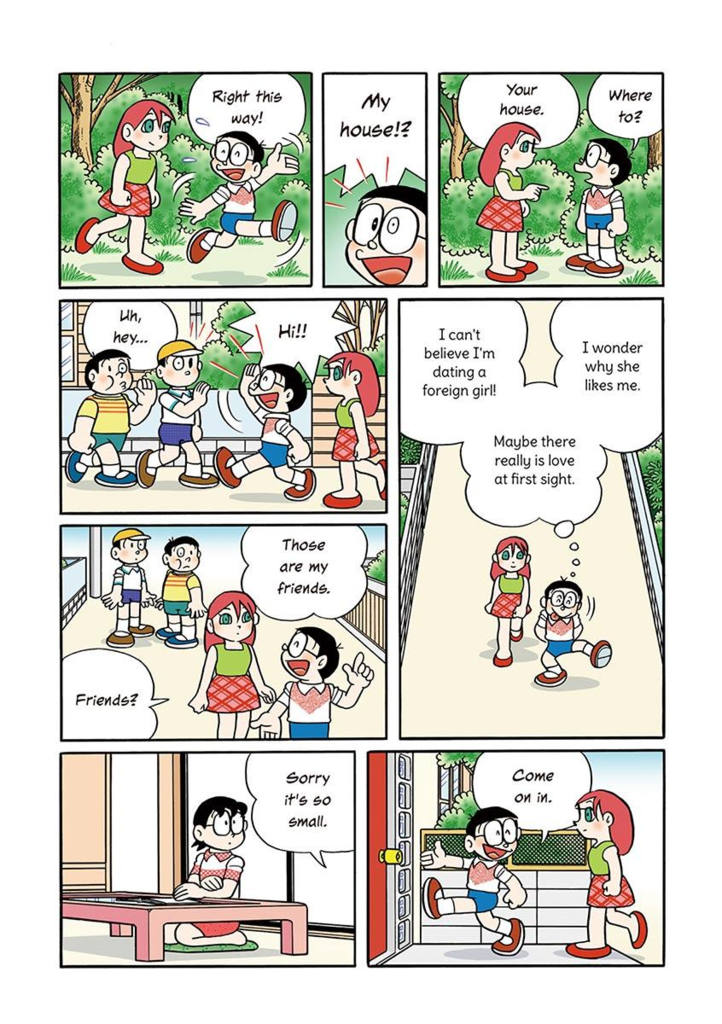 Where
to?
Your
house.
My
house!?
Right this
way!
I wonder
why she
likes me.
I can't
believe I'm
dating a
foreign girl!
Maybe there
really is love
at first sight.
Hi!!
Uh,
hey...
Those
are my
friends.
Friends?
Come
on in.
Sorry
it's so
small.